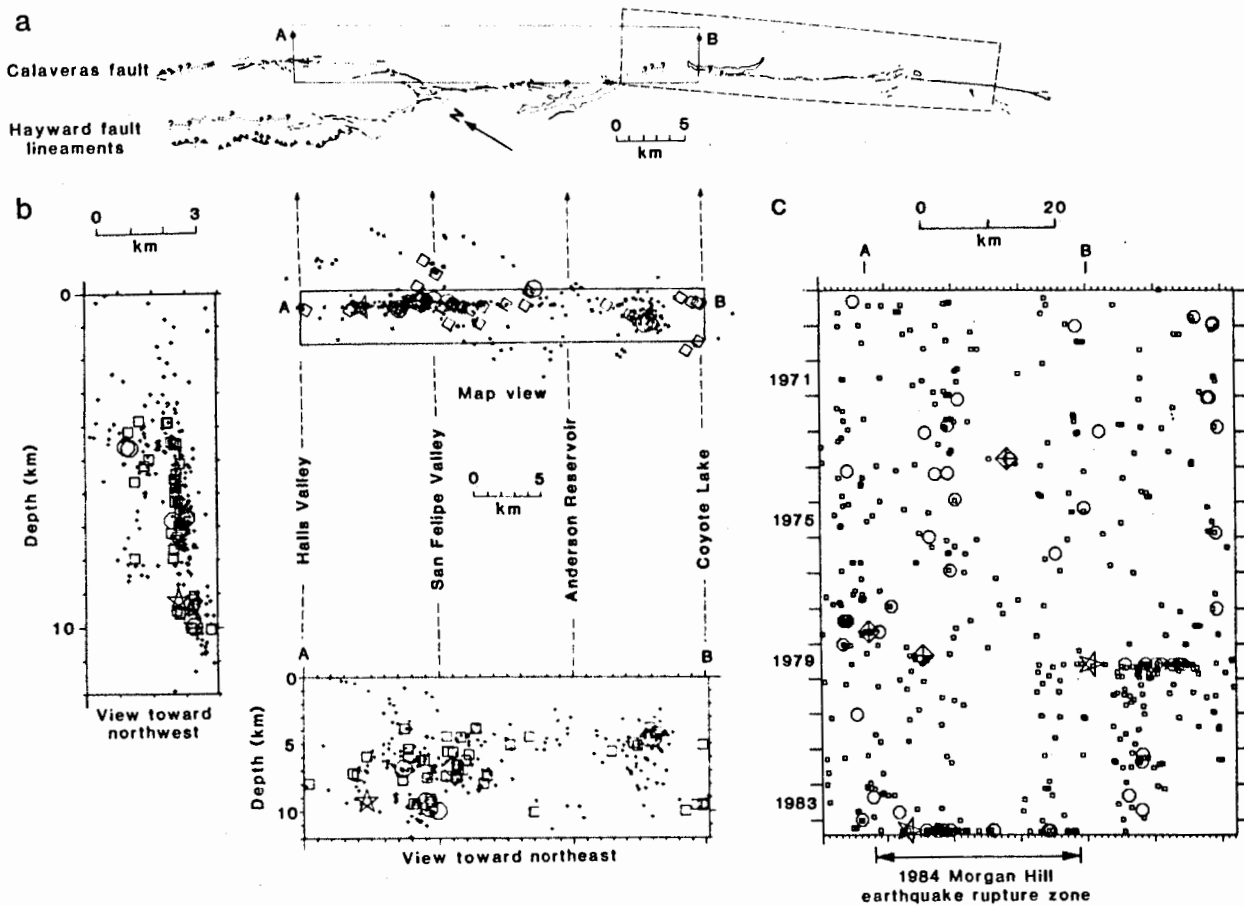 a
A
B
Calaveras fault
Hayward fault
lineaments
N
0 5
km
b
0 3
km
0
10
Depth (km)
View toward
northwest
A
B
Map view
0 5
km
Halls Valley
San Felipe Valley
Anderson Reservoir
Coyote Lake
A
B
0
5
10
Depth (km)
View toward northeast
C
0 20
km
A
B
1971
1975
1979
1983
1984 Morgan Hill
earthquake rupture zone